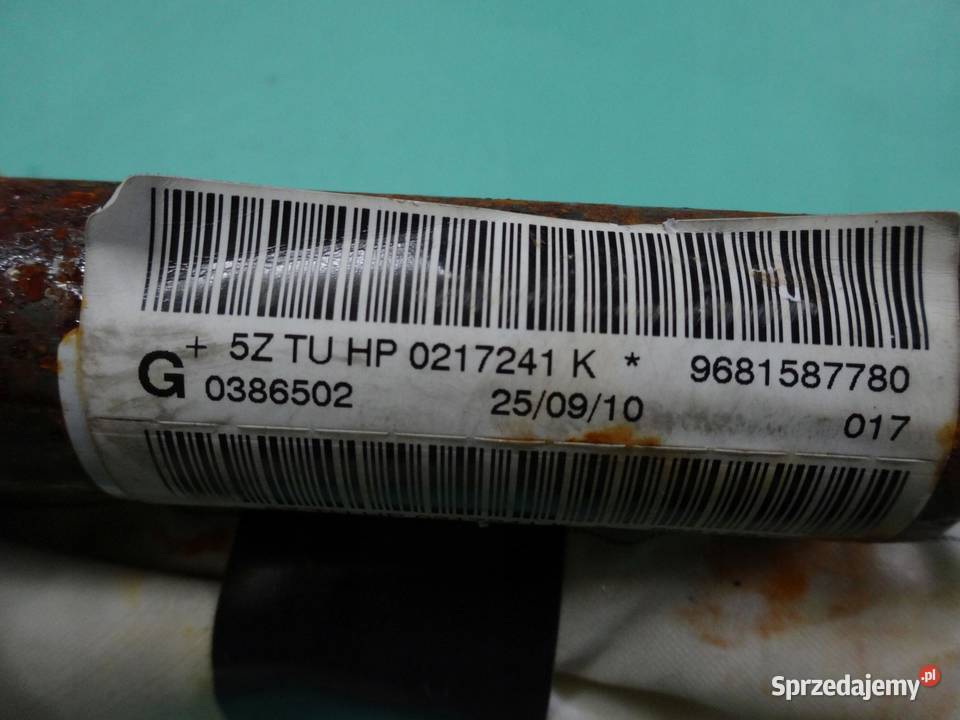 + 5Z TU HP 0217241 K * 9681587780
G 0386502 25/09/10 017
Sprzedajemy.pl